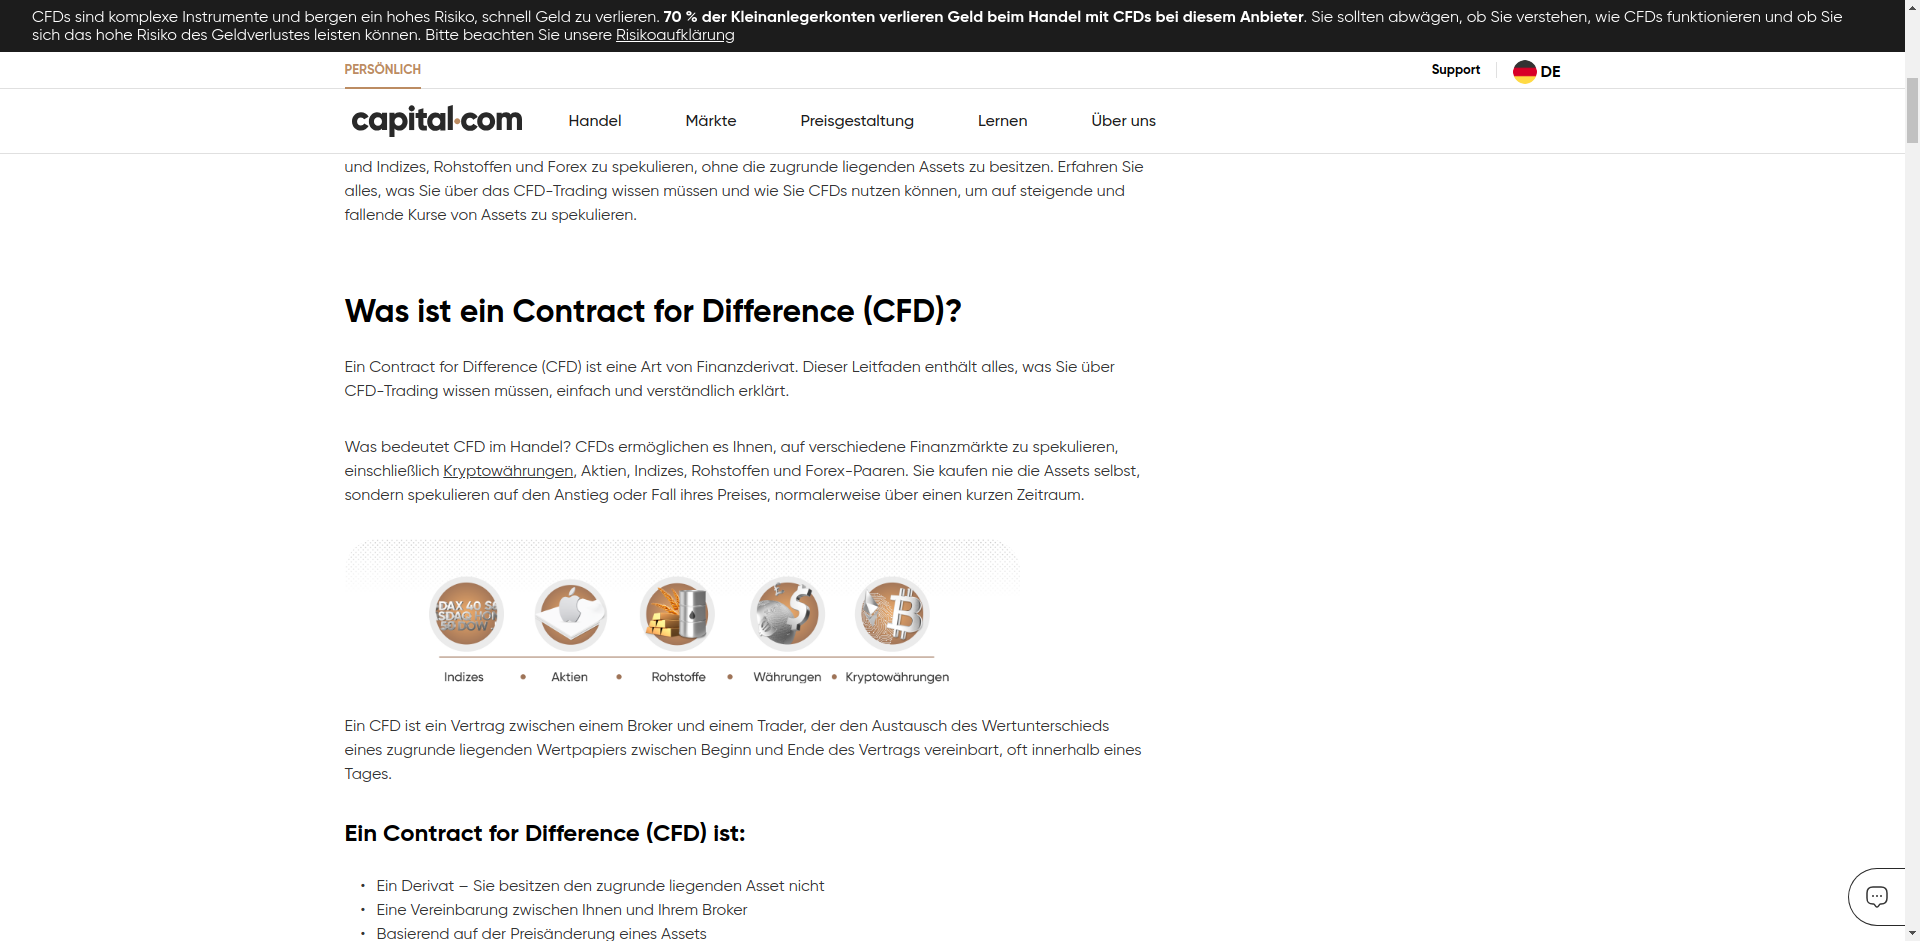 CFDs sind komplexe Instrumente und bergen ein hohes Risiko, schnell Geld zu verlieren. 70 % der Kleinanlegerkonten verlieren Geld beim Handel mit CFDs bei diesem Anbieter. Sie sollten abwägen, ob Sie verstehen, wie CFDs funktionieren und ob Sie
sich das hohe Risiko des Geldverlustes leisten können. Bitte beachten Sie unsere Risikoaufklärung
PERSÖNLICH
Support
DE
capital.com
Handel
Märkte
Preisgestaltung
Lernen
Über uns
und Indizes, Rohstoffen und Forex zu spekulieren, ohne die zugrunde liegenden Assets zu besitzen. Erfahren Sie
alles, was Sie über das CFD-Trading wissen müssen und wie Sie CFDs nutzen können, um auf steigende und
fallende Kurse von Assets zu spekulieren.
Was ist ein Contract for Difference (CFD)?
Ein Contract for Difference (CFD) ist eine Art von Finanzderivat. Dieser Leitfaden enthält alles, was Sie über
CFD-Trading wissen müssen, einfach und verständlich erklärt.
Was bedeutet CFD im Handel? CFDs ermöglichen es Ihnen, auf verschiedene Finanzmärkte zu spekulieren,
einschließlich Kryptowährungen, Aktien, Indizes, Rohstoffen und Forex-Paaren. Sie kaufen nie die Assets selbst,
sondern spekulieren auf den Anstieg oder Fall ihres Preises, normalerweise über einen kurzen Zeitraum.
DAX 40
Indizes • Aktien • Rohstoffe • Währungen • Kryptowährungen
Ein CFD ist ein Vertrag zwischen einem Broker und einem Trader, der den Austausch des Wertunterschieds
eines zugrunde liegenden Wertpapiers zwischen Beginn und Ende des Vertrags vereinbart, oft innerhalb eines
Tages.
Ein Contract for Difference (CFD) ist:
• Ein Derivat – Sie besitzen den zugrunde liegenden Asset nicht
• Eine Vereinbarung zwischen Ihnen und Ihrem Broker
• Basierend auf der Preisänderung eines Assets